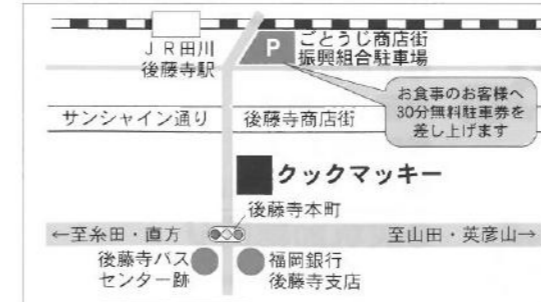 JR田川
後藤寺駅
P
ごとうじ商店街
振興組合駐車場
お食事のお客様へ
30分無料駐車券を
差し上げます
サンシャイン通り
後藤寺商店街
クックマッキー
後藤寺本町
←至糸田・直方
至山田・英彦山→
後藤寺バス
センター跡
福岡銀行
後藤寺支店